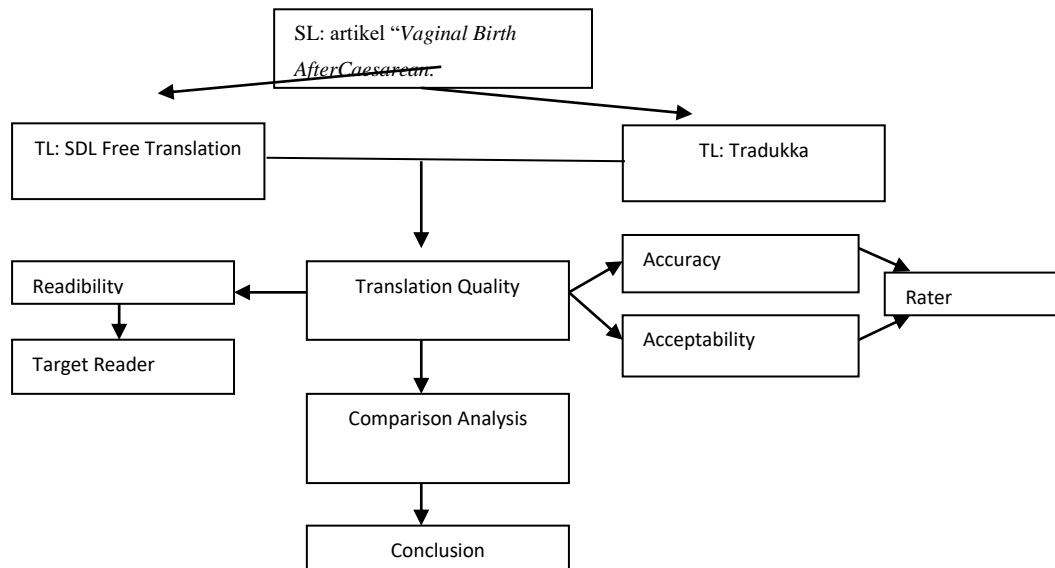 SL: artikel “Vaginal Birth
AfterCaesarean.
TL: SDL Free Translation
TL: Tradukka
Readibility
Translation Quality
Accuracy
Rater
Acceptability
Target Reader
Comparison Analysis
Conclusion